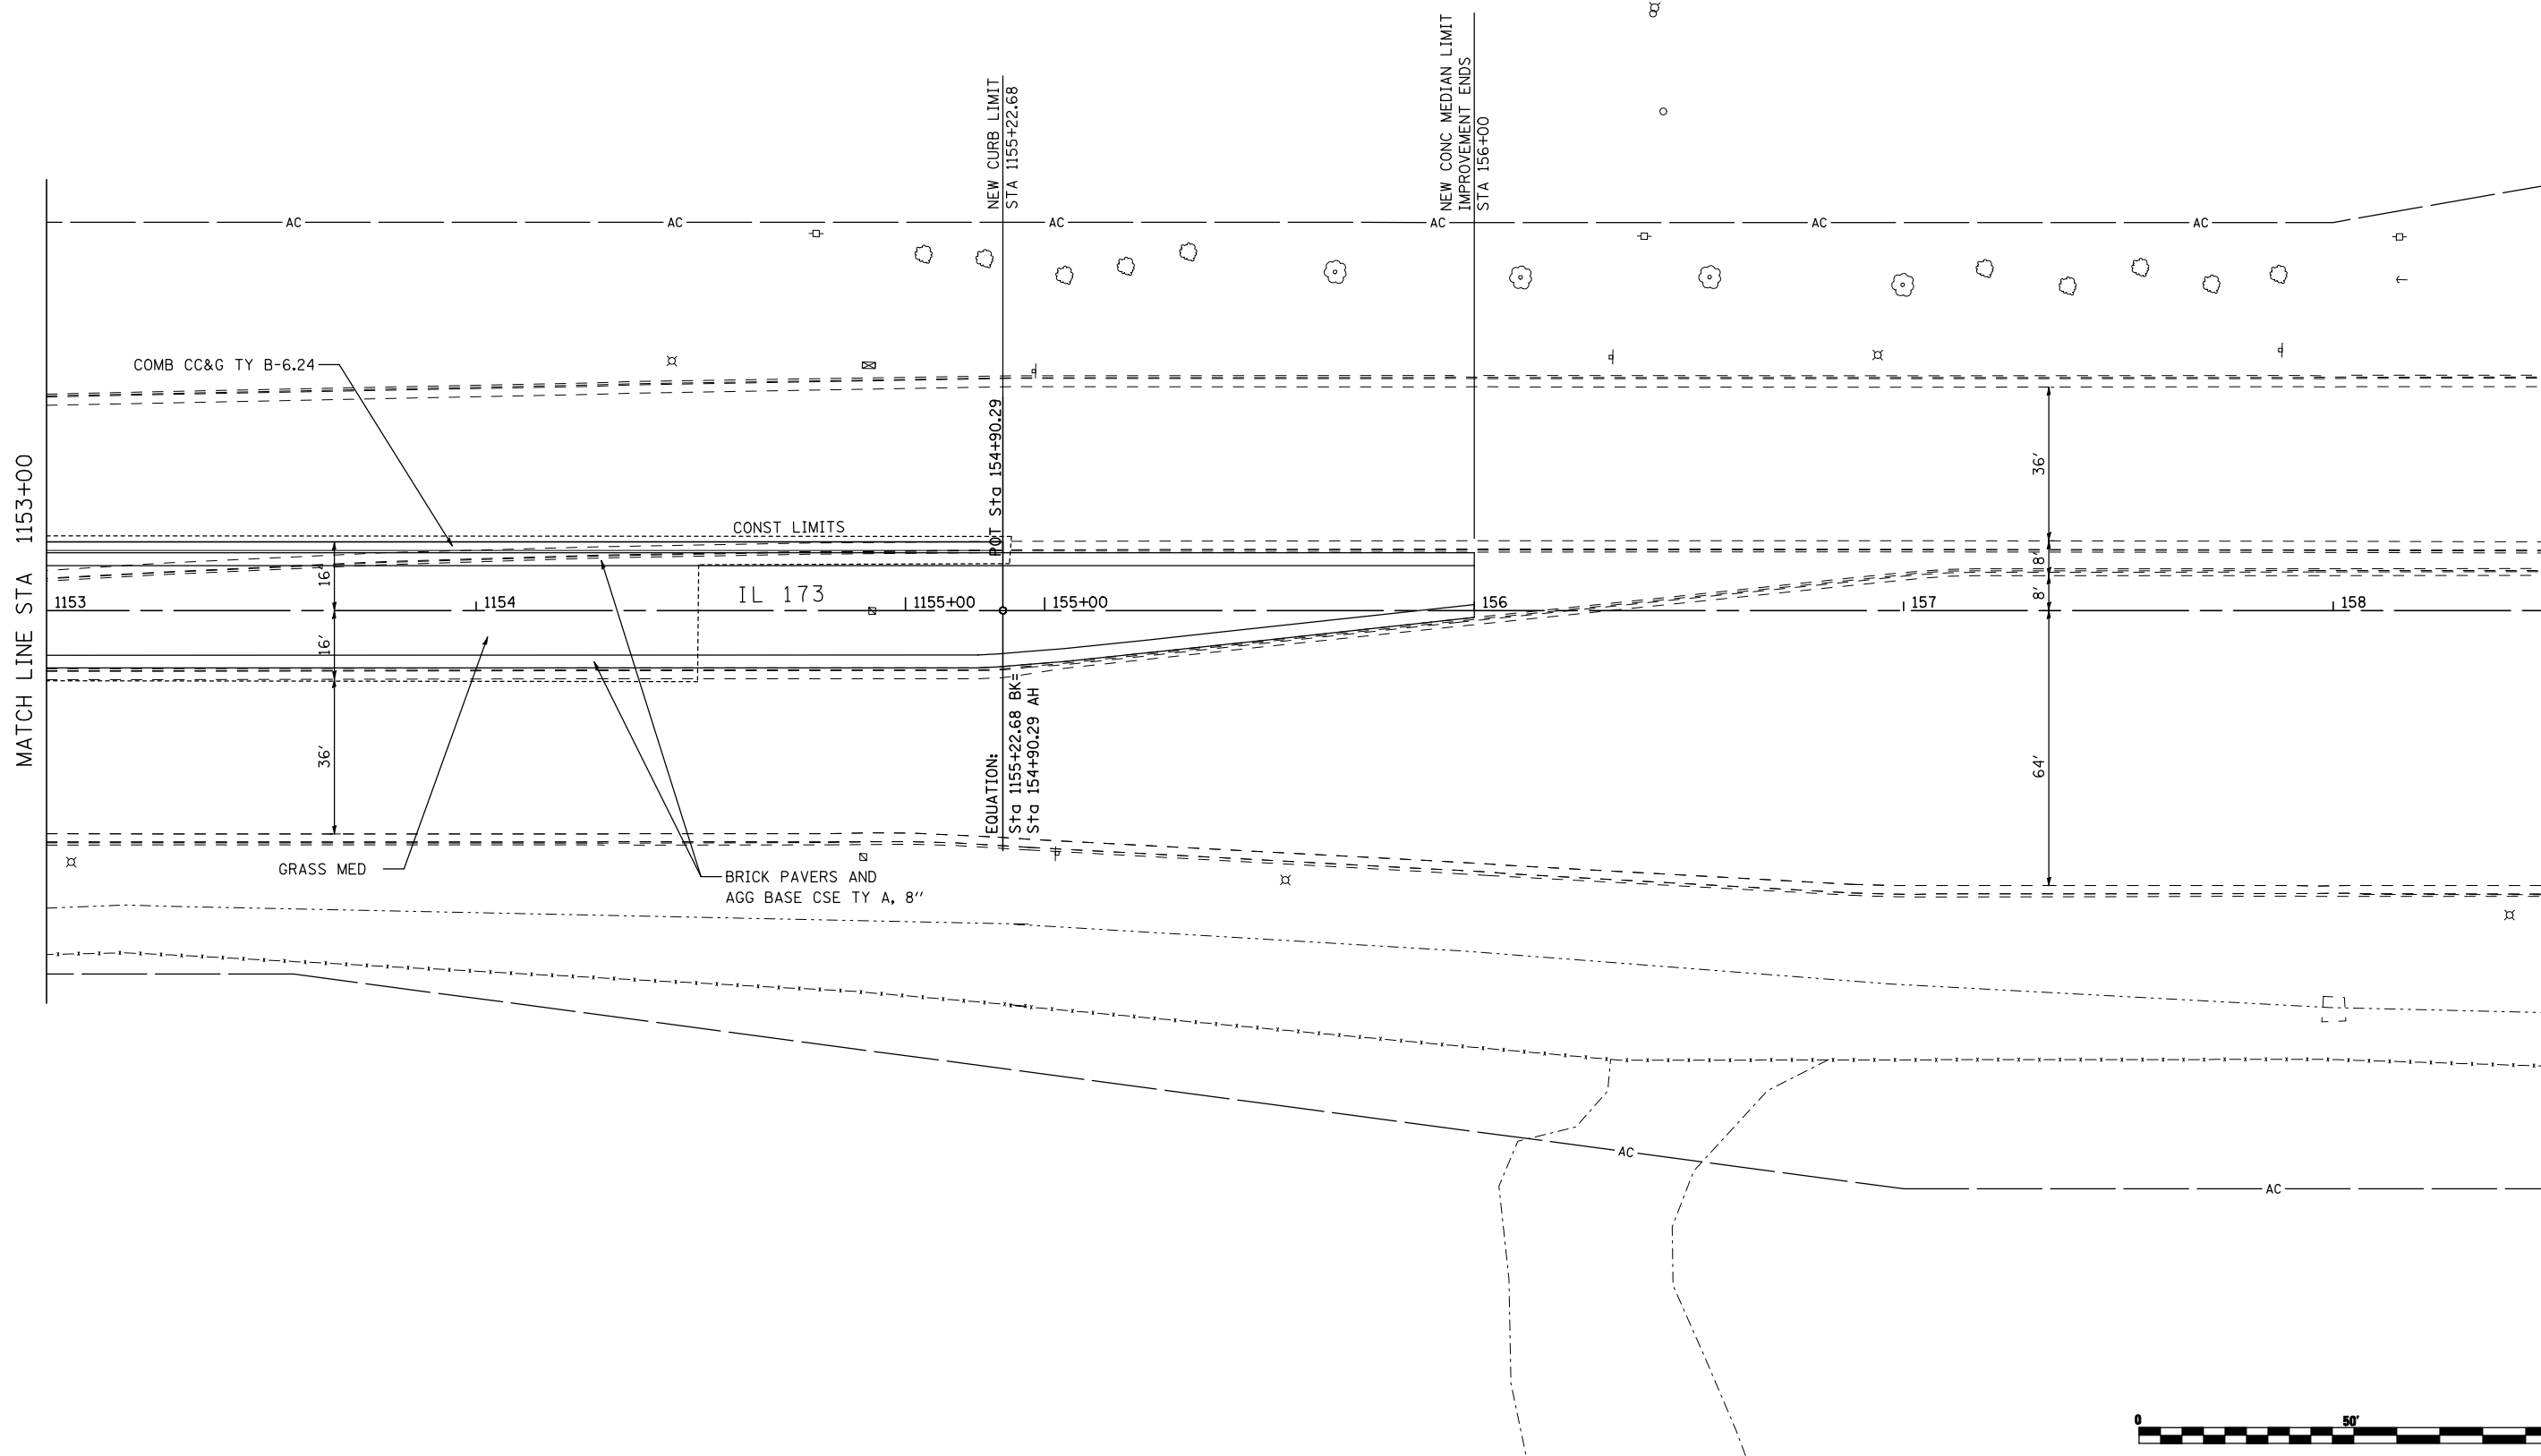 NEW CURB LIMIT
STA 1155+22.68
NEW CONC MEDIAN LIMIT
IMPROVEMENT ENDS
STA 156+00
AC
AC
AC
AC
AC
AC
COMB CC&G TY B-6.24
MATCH LINE STA 1153+00
POT Sta 154+90.29
CONST LIMITS
36'
16'
8'
8'
IL 173
1153
1154
1155+00
155+00
156
157
158
16'
36'
64'
EQUATION:
Sta 1155+22.68 BK=
Sta 154+90.29 AH
GRASS MED
BRICK PAVERS AND
AGG BASE CSE TY A, 8"
AC
AC
0
50'